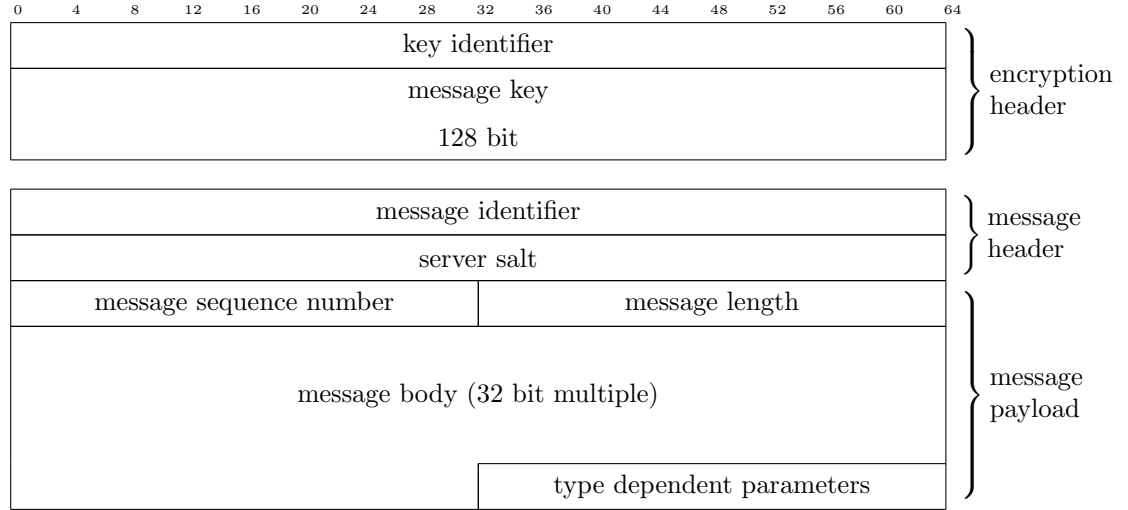 0 4 8 12 16 20 24 28 32 36 40 44 48 52 56 60 64
key identifier
message key
128 bit
encryption
header
message identifier
server salt
message
header
message sequence number message length
message body (32 bit multiple)
type dependent parameters
message
payload